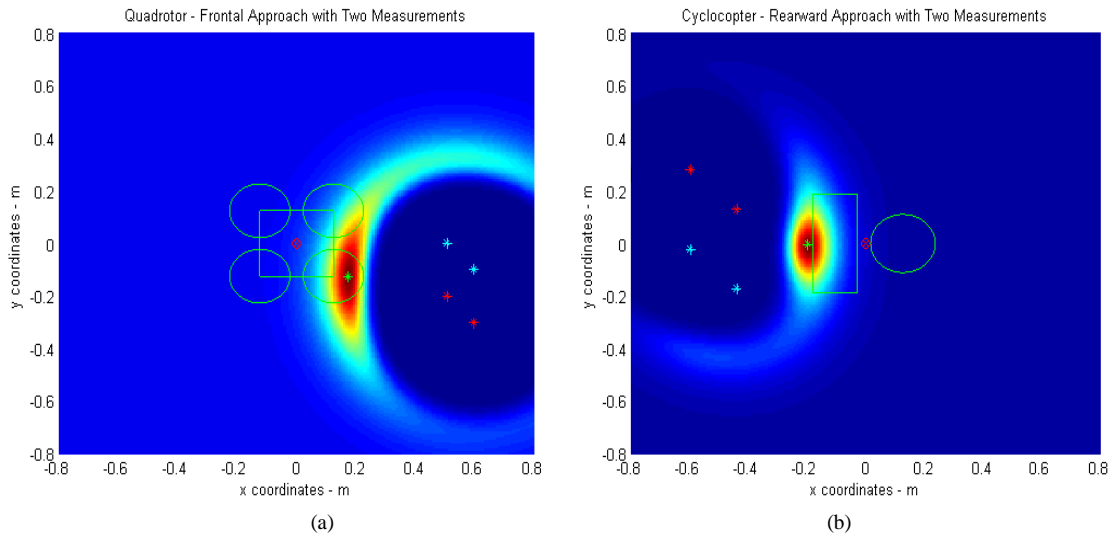 Quadrotor - Frontal Approach with Two Measurements
0.8
0.6
0.4
0.2
0
-0.2
-0.4
-0.6
-0.8
y coordinates - m
-0.8 -0.6 -0.4 -0.2 0 0.2 0.4 0.6 0.8
x coordinates - m
(a)
Cyclocopter - Rearward Approach with Two Measurements
0.8
0.6
0.4
0.2
0
-0.2
-0.4
-0.6
-0.8
y coordinates - m
-0.8 -0.6 -0.4 -0.2 0 0.2 0.4 0.6 0.8
x coordinates - m
(b)